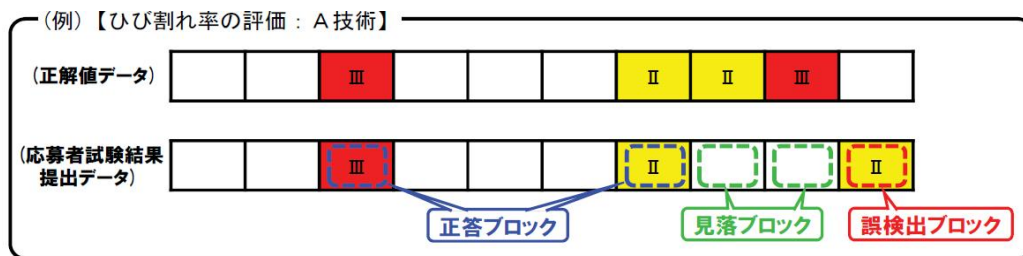 (例)【ひび割れ率の評価：A技術】
(正解値データ) Ⅲ Ⅱ Ⅱ Ⅲ
(応募者試験結果
提出データ) Ⅲ Ⅱ Ⅱ
正答ブロック 見落ブロック 誤検出ブロック